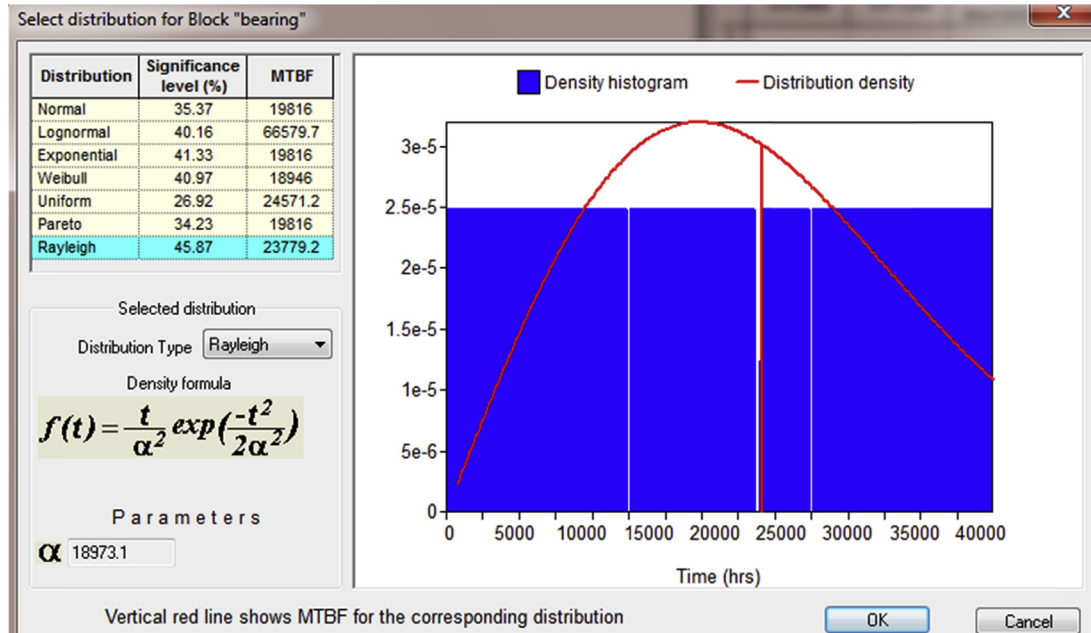 Select distribution for Block "bearing"
Distribution Significance level (%) MTBF
Normal 35.37 19816
Lognormal 40.16 66579.7
Exponential 41.33 19816
Weibull 40.97 18946
Uniform 26.92 24571.2
Pareto 34.23 19816
Rayleigh 45.87 23779.2
Selected distribution
Distribution Type Rayleigh
Density formula
f(t) = t/α² exp(-t²/2α²)
Parameters
α 18973.1
Density histogram Distribution density
3e-5
2.5e-5
2e-5
1.5e-5
1e-5
5e-6
0
0 5000 10000 15000 20000 25000 30000 35000 40000
Time (hrs)
Vertical red line shows MTBF for the corresponding distribution
OK Cancel